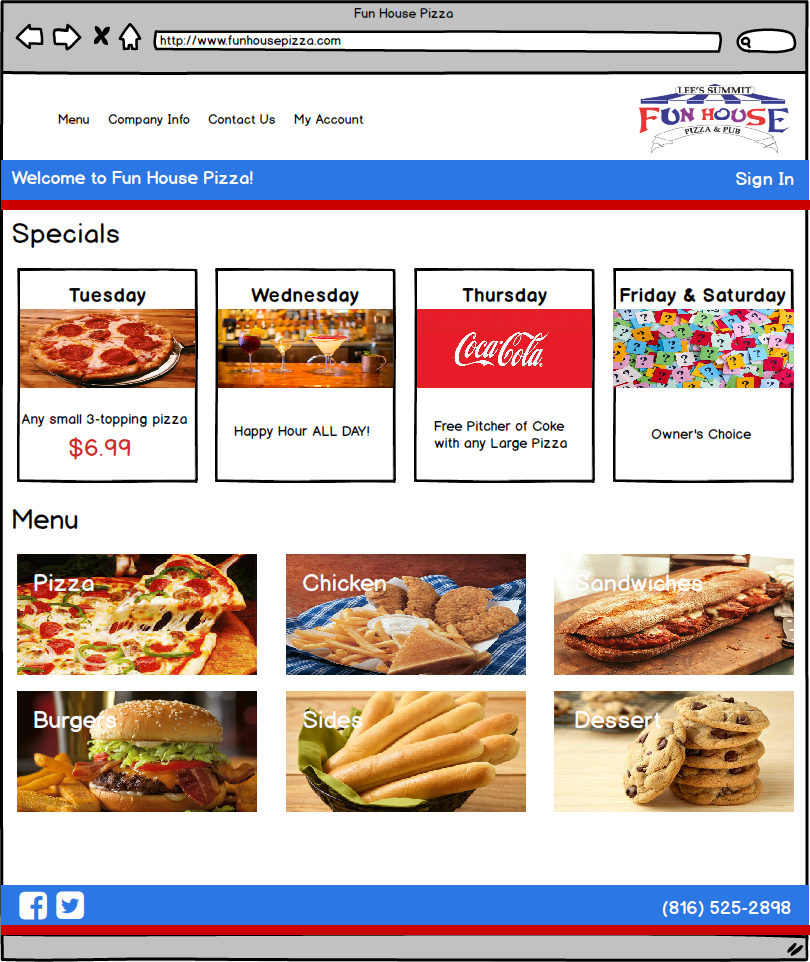 Fun House Pizza
http://www.funhousepizza.com
Menu Company Info Contact Us My Account
LEE'S SUMMIT
FUN HOUSE
PIZZA & PUB
Welcome to Fun House Pizza!
Sign In
Specials
Tuesday
Any small 3-topping pizza
$6.99
Wednesday
Happy Hour ALL DAY!
Thursday
Coca-Cola
Free Pitcher of Coke
with any Large Pizza
Friday & Saturday
Owner's Choice
Menu
Pizza
Chicken
Sandwiches
Burgers
Sides
Dessert
(816) 525-2898